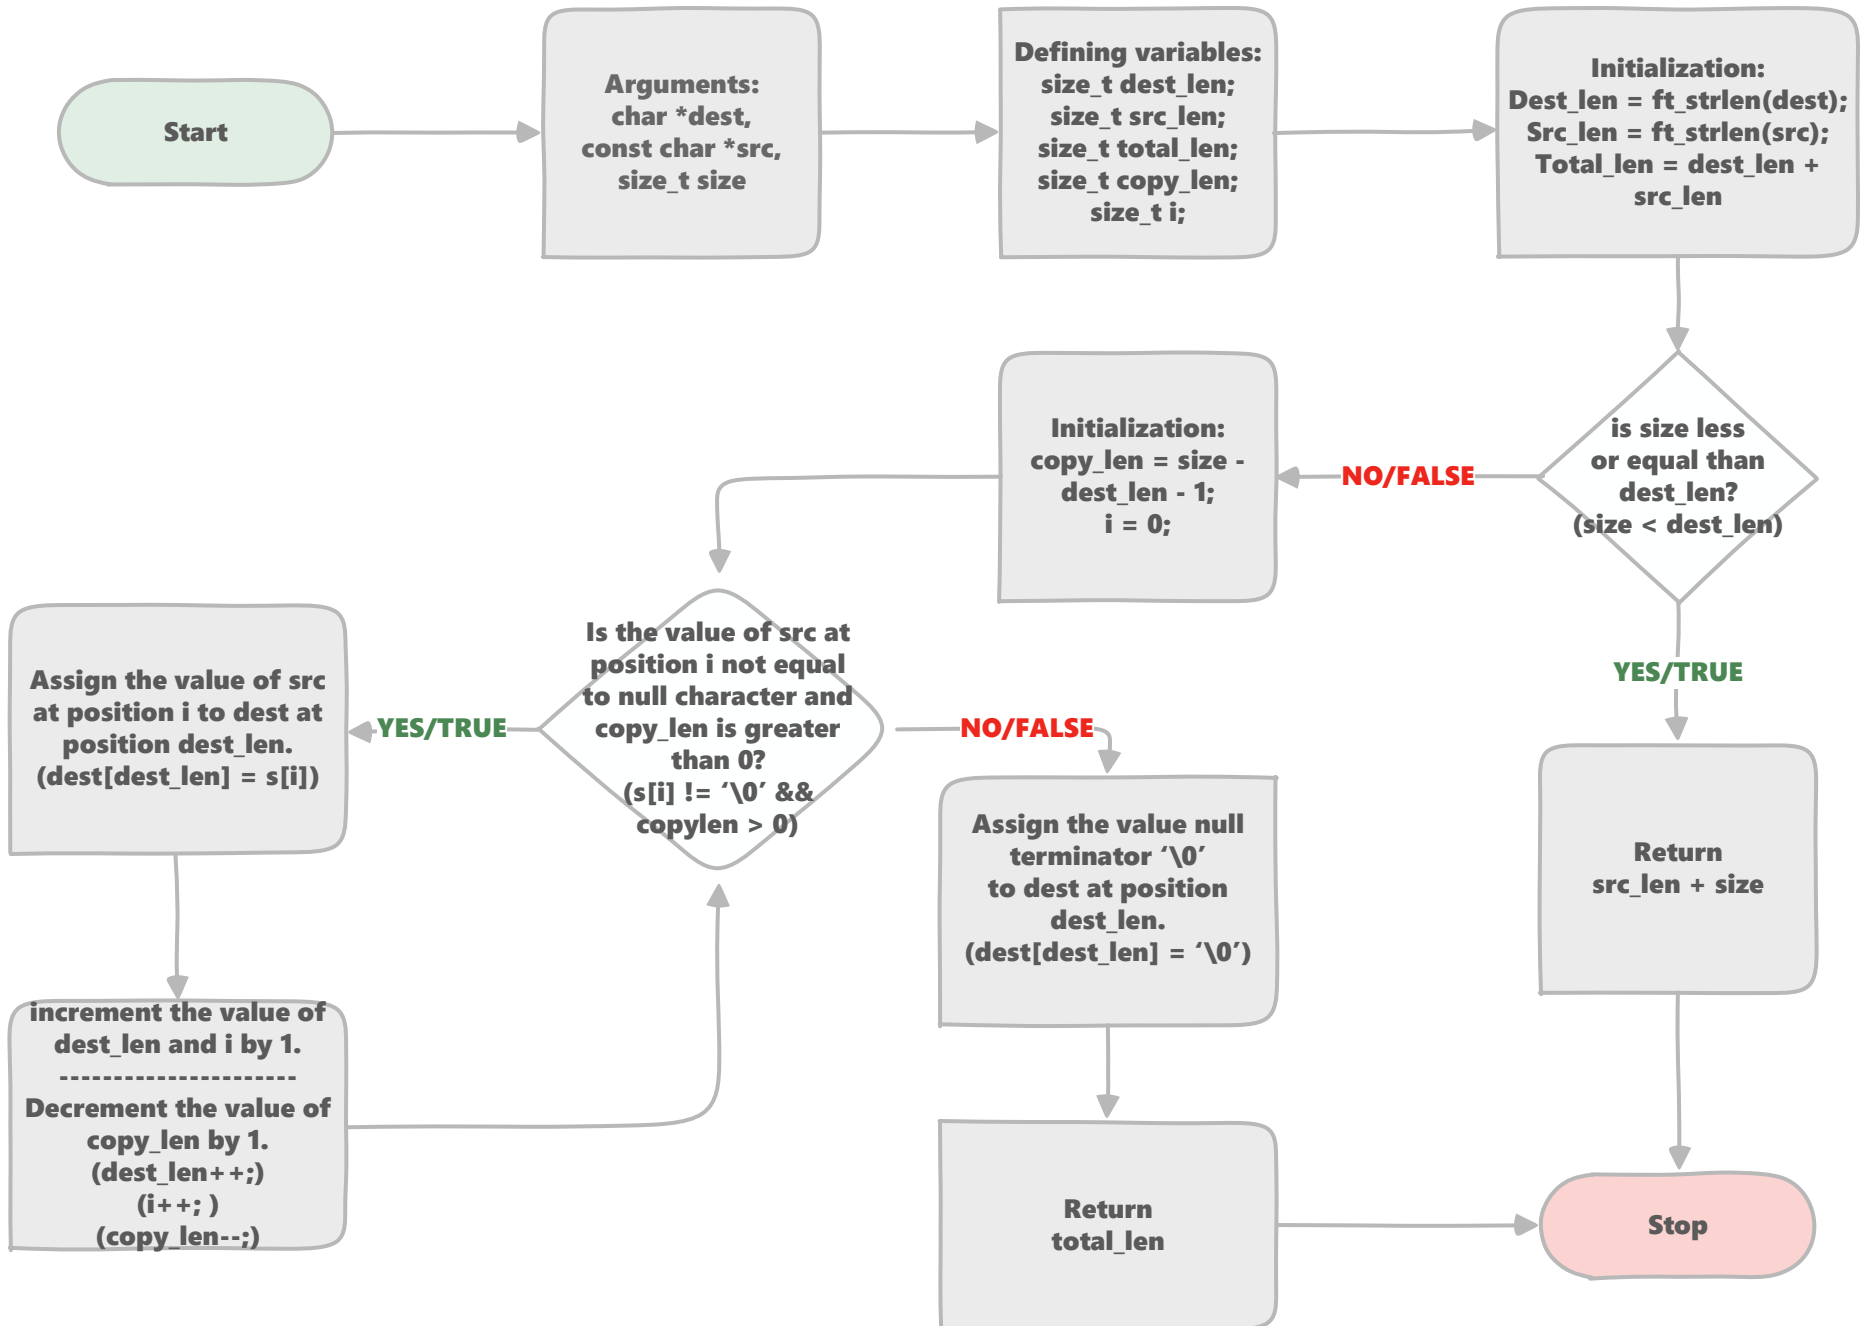 Start
Arguments:
char *dest,
const char *src,
size_t size
Defining variables:
size_t dest_len;
size_t src_len;
size_t total_len;
size_t copy_len;
size_t i;
Initialization:
Dest_len = ft_strlen(dest);
Src_len = ft_strlen(src);
Total_len = dest_len +
src_len
is size less
or equal than
dest_len?
(size < dest_len)
NO/FALSE
Initialization:
copy_len = size -
dest_len - 1;
i = 0;
YES/TRUE
Return
src_len + size
Is the value of src at
position i not equal
to null character and
copy_len is greater
than 0?
(s[i] != ‘\0’ &&
copylen > 0)
YES/TRUE
Assign the value of src
at position i to dest at
position dest_len.
(dest[dest_len] = s[i])
increment the value of
dest_len and i by 1.
----------------------
Decrement the value of
copy_len by 1.
(dest_len++;)
(i++; )
(copy_len--;)
NO/FALSE
Assign the value null
terminator ‘\0’
to dest at position
dest_len.
(dest[dest_len] = ‘\0’)
Return
total_len
Stop